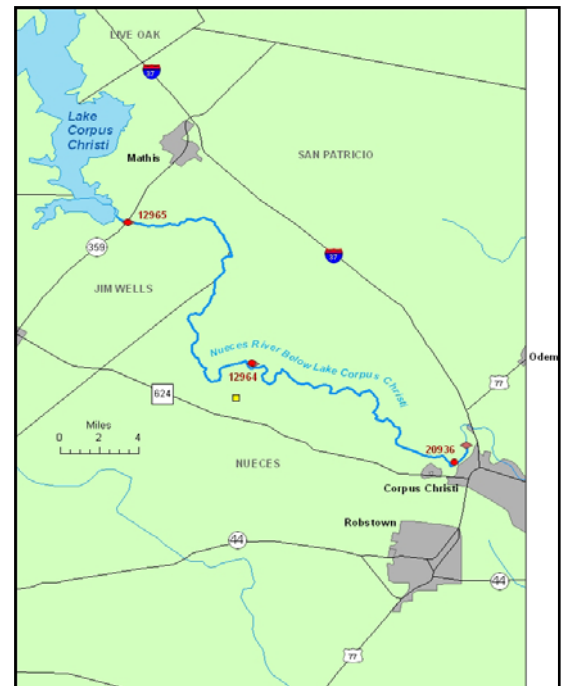 LIVE OAK
37
Lake
Corpus
Christi
Mathis
SAN PATRICIO
12965
359
37
JIM WELLS
Nueces River Below Lake Corpus Christi
Odem
12964
77
624
Miles
0 2 4
20936
NUECES
Corpus Christi
Robstown
44
44
77